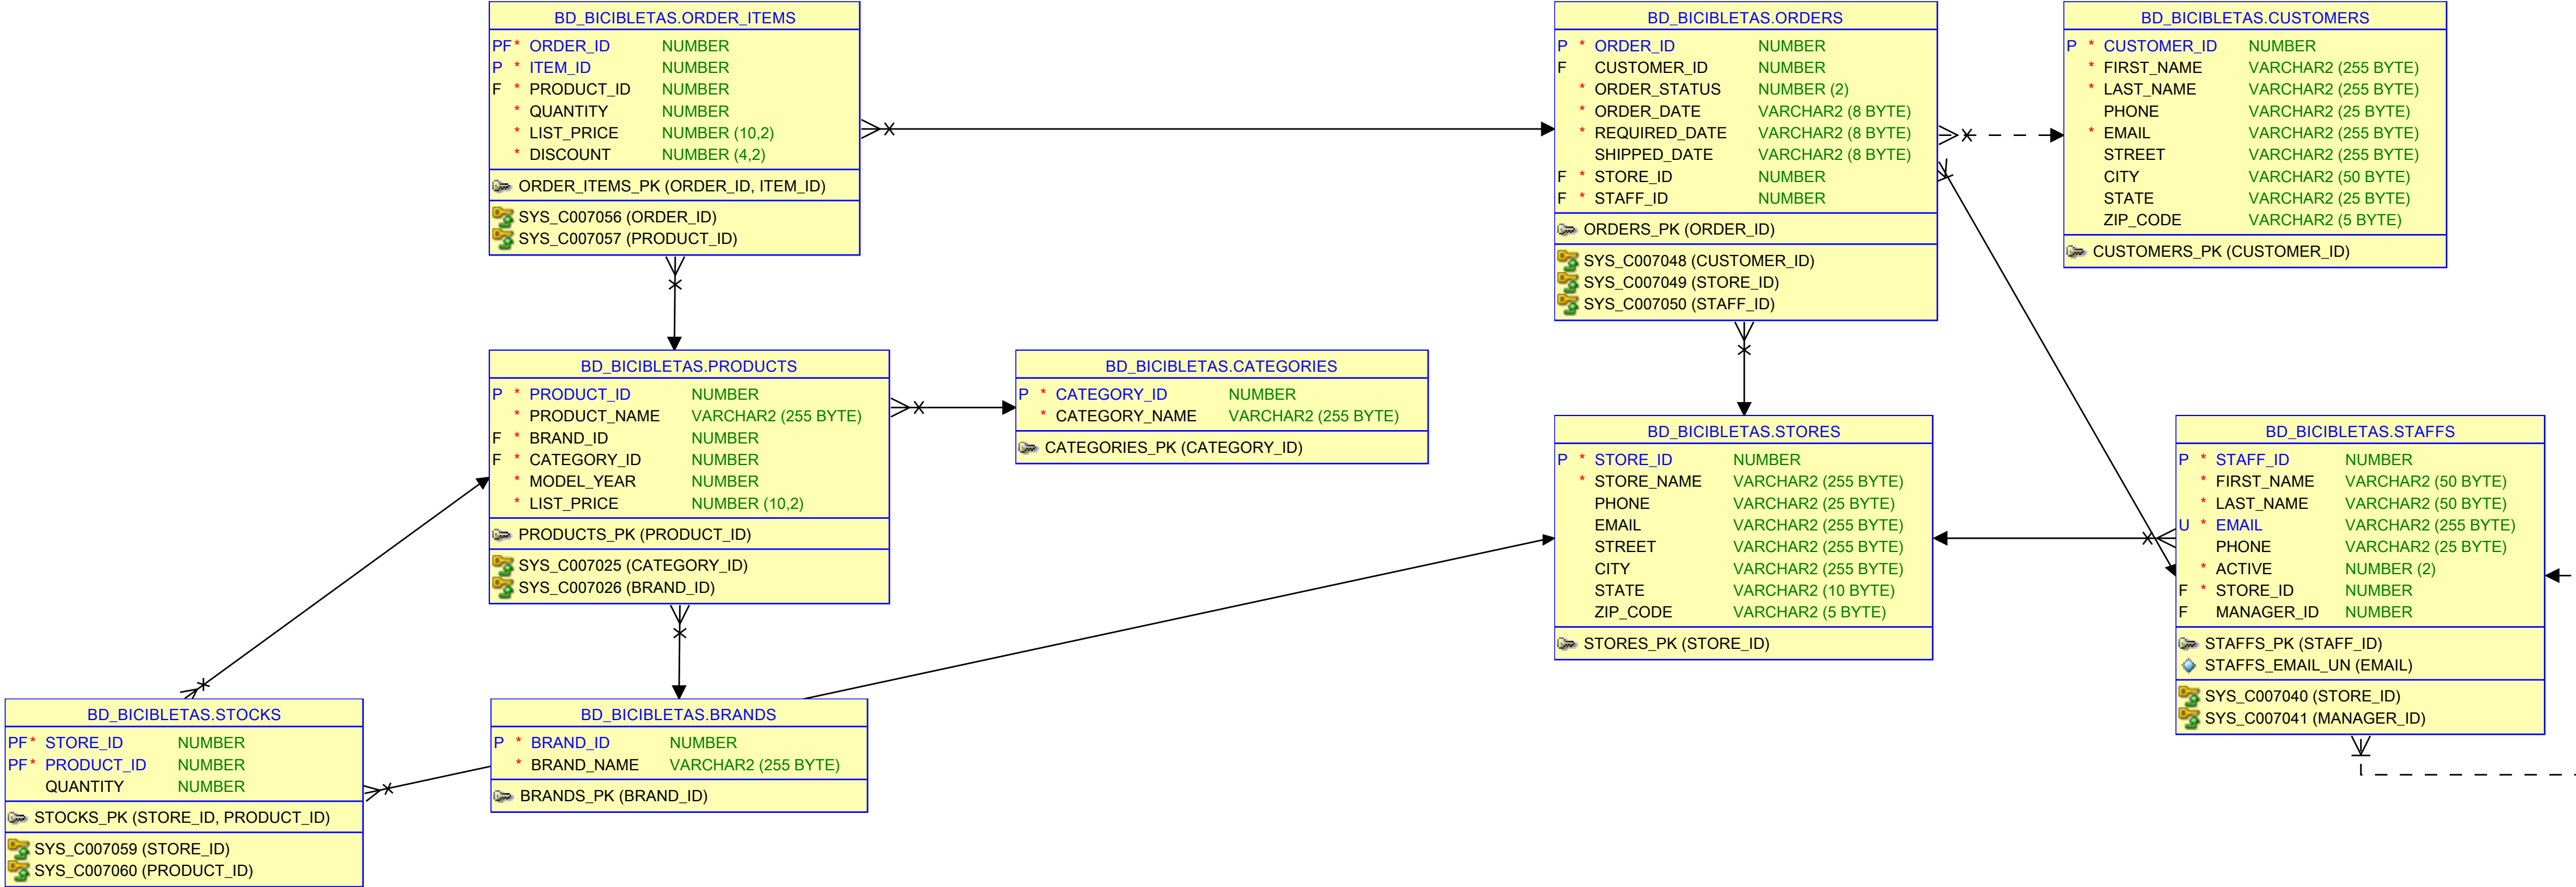 BD_BICIBLETAS.ORDER_ITEMS
PF * ORDER_ID NUMBER
P * ITEM_ID NUMBER
F * PRODUCT_ID NUMBER
* QUANTITY NUMBER
* LIST_PRICE NUMBER (10,2)
* DISCOUNT NUMBER (4,2)
ORDER_ITEMS_PK (ORDER_ID, ITEM_ID)
SYS_C007056 (ORDER_ID)
SYS_C007057 (PRODUCT_ID)
BD_BICIBLETAS.ORDERS
P * ORDER_ID NUMBER
F CUSTOMER_ID NUMBER
* ORDER_STATUS NUMBER (2)
* ORDER_DATE VARCHAR2 (8 BYTE)
* REQUIRED_DATE VARCHAR2 (8 BYTE)
SHIPPED_DATE VARCHAR2 (8 BYTE)
F * STORE_ID NUMBER
F * STAFF_ID NUMBER
ORDERS_PK (ORDER_ID)
SYS_C007048 (CUSTOMER_ID)
SYS_C007049 (STORE_ID)
SYS_C007050 (STAFF_ID)
BD_BICIBLETAS.CUSTOMERS
P * CUSTOMER_ID NUMBER
* FIRST_NAME VARCHAR2 (255 BYTE)
* LAST_NAME VARCHAR2 (255 BYTE)
PHONE VARCHAR2 (25 BYTE)
* EMAIL VARCHAR2 (255 BYTE)
STREET VARCHAR2 (255 BYTE)
CITY VARCHAR2 (50 BYTE)
STATE VARCHAR2 (25 BYTE)
ZIP_CODE VARCHAR2 (5 BYTE)
CUSTOMERS_PK (CUSTOMER_ID)
BD_BICIBLETAS.PRODUCTS
P * PRODUCT_ID NUMBER
* PRODUCT_NAME VARCHAR2 (255 BYTE)
F * BRAND_ID NUMBER
F * CATEGORY_ID NUMBER
* MODEL_YEAR NUMBER
* LIST_PRICE NUMBER (10,2)
PRODUCTS_PK (PRODUCT_ID)
SYS_C007025 (CATEGORY_ID)
SYS_C007026 (BRAND_ID)
BD_BICIBLETAS.CATEGORIES
P * CATEGORY_ID NUMBER
* CATEGORY_NAME VARCHAR2 (255 BYTE)
CATEGORIES_PK (CATEGORY_ID)
BD_BICIBLETAS.STORES
P * STORE_ID NUMBER
* STORE_NAME VARCHAR2 (255 BYTE)
PHONE VARCHAR2 (25 BYTE)
EMAIL VARCHAR2 (255 BYTE)
STREET VARCHAR2 (255 BYTE)
CITY VARCHAR2 (255 BYTE)
STATE VARCHAR2 (10 BYTE)
ZIP_CODE VARCHAR2 (5 BYTE)
STORES_PK (STORE_ID)
BD_BICIBLETAS.STAFFS
P * STAFF_ID NUMBER
* FIRST_NAME VARCHAR2 (50 BYTE)
* LAST_NAME VARCHAR2 (50 BYTE)
U * EMAIL VARCHAR2 (255 BYTE)
PHONE VARCHAR2 (25 BYTE)
* ACTIVE NUMBER (2)
F * STORE_ID NUMBER
F MANAGER_ID NUMBER
STAFFS_PK (STAFF_ID)
STAFFS_EMAIL_UN (EMAIL)
SYS_C007040 (STORE_ID)
SYS_C007041 (MANAGER_ID)
BD_BICIBLETAS.STOCKS
PF * STORE_ID NUMBER
PF * PRODUCT_ID NUMBER
QUANTITY NUMBER
STOCKS_PK (STORE_ID, PRODUCT_ID)
SYS_C007059 (STORE_ID)
SYS_C007060 (PRODUCT_ID)
BD_BICIBLETAS.BRANDS
P * BRAND_ID NUMBER
* BRAND_NAME VARCHAR2 (255 BYTE)
BRANDS_PK (BRAND_ID)